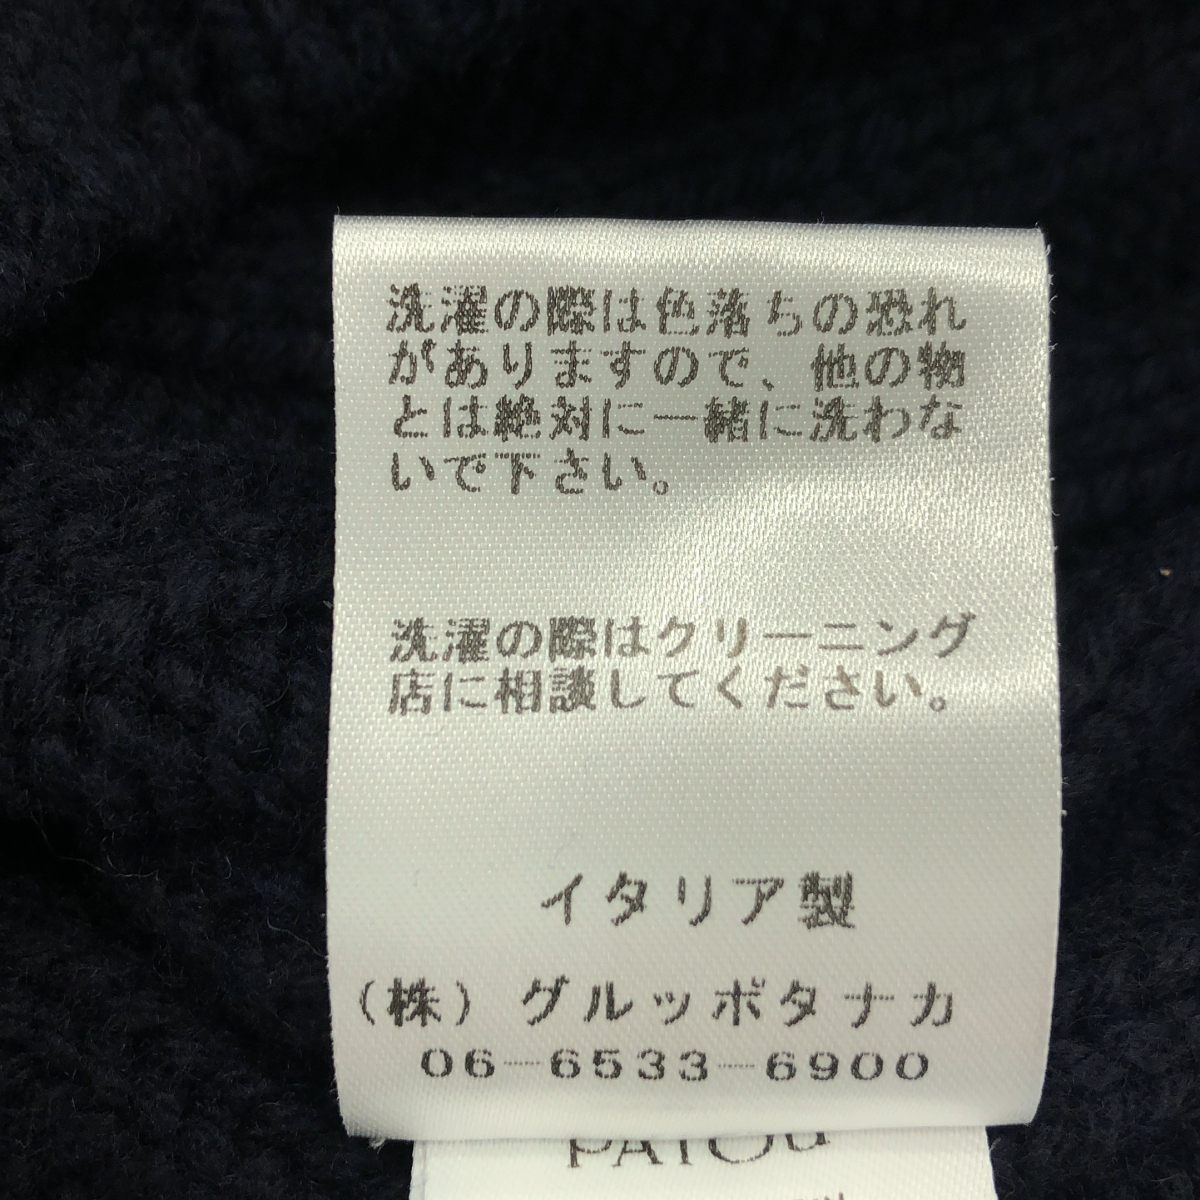 洗濯の際は色落ちの恐れ
がありますので、他の物
とは絶対に一緒に洗わな
いで下さい。
洗濯の際はクリーニング
店に相談してください。
イタリア製
(株) グルッポタナカ
06-6533-6900
PATOU